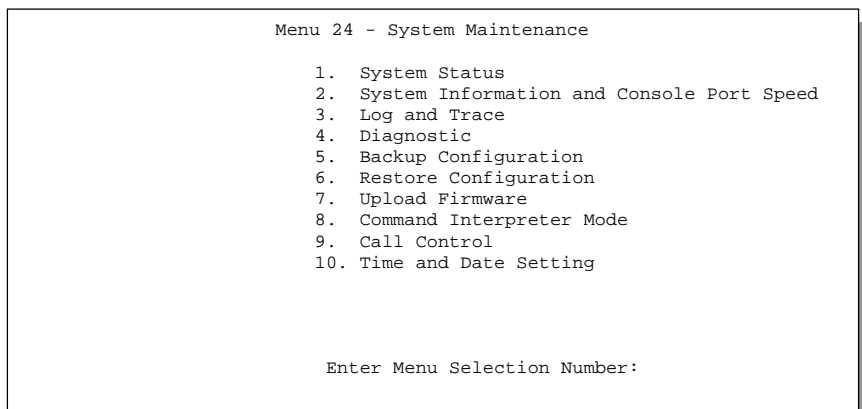 Menu 24 - System Maintenance
1. System Status
2. System Information and Console Port Speed
3. Log and Trace
4. Diagnostic
5. Backup Configuration
6. Restore Configuration
7. Upload Firmware
8. Command Interpreter Mode
9. Call Control
10. Time and Date Setting
Enter Menu Selection Number: